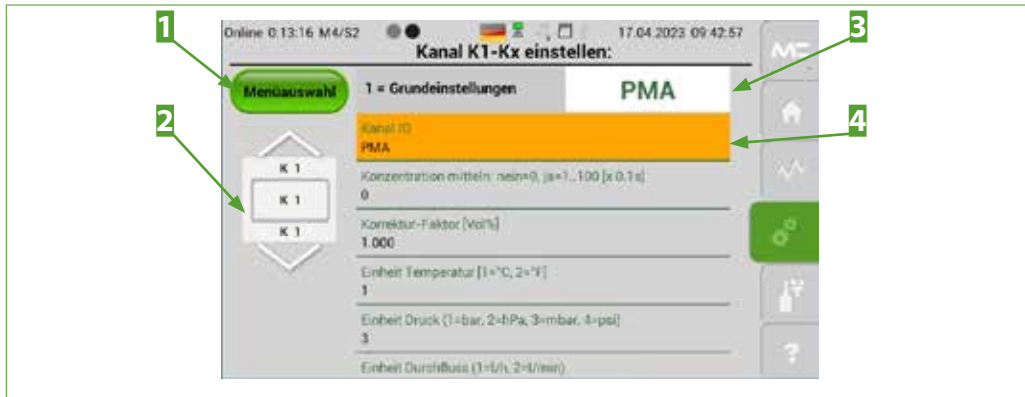 1
3
Online 0:13:16 M4/S2
17.04.2023 09:42:57
Kanal K1-Kx einstellen:
Menüauswahl
1 = Grundeinstellungen
PMA
2
4
Kanal ID
PMA
K 1
K 1
K 1
Konzentration mitteln: nein=0, ja=1..100 [x 0.1s]
0
Korrektur-Faktor [Vol%]
1.000
Einheit Temperatur [1=°C, 2=°F]
1
Einheit Druck (1=bar, 2=hPa, 3=mbar, 4=psi)
3
Einheit Durchfluss (1=l/h, 2=l/min)
?